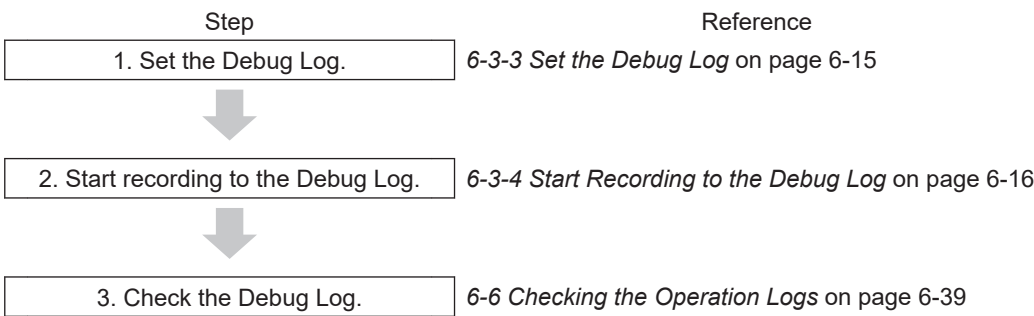 Step Reference
1. Set the Debug Log. 6-3-3 Set the Debug Log on page 6-15
2. Start recording to the Debug Log. 6-3-4 Start Recording to the Debug Log on page 6-16
3. Check the Debug Log. 6-6 Checking the Operation Logs on page 6-39